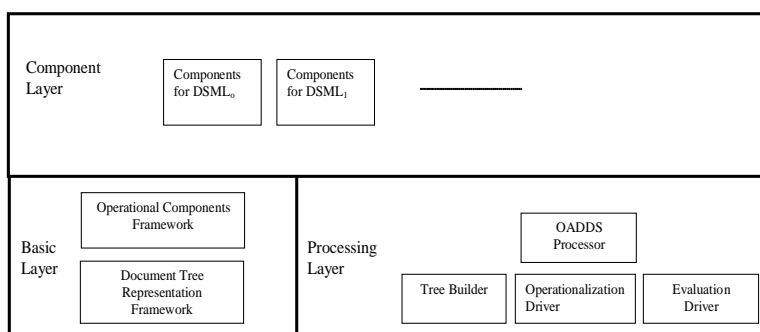 Component
Layer
Components
for DSMLₒ
Components
for DSML₁
Operational Components
Framework
Basic
Layer
Document Tree
Representation
Framework
Processing
Layer
OADDS
Processor
Tree Builder
Operationalization
Driver
Evaluation
Driver